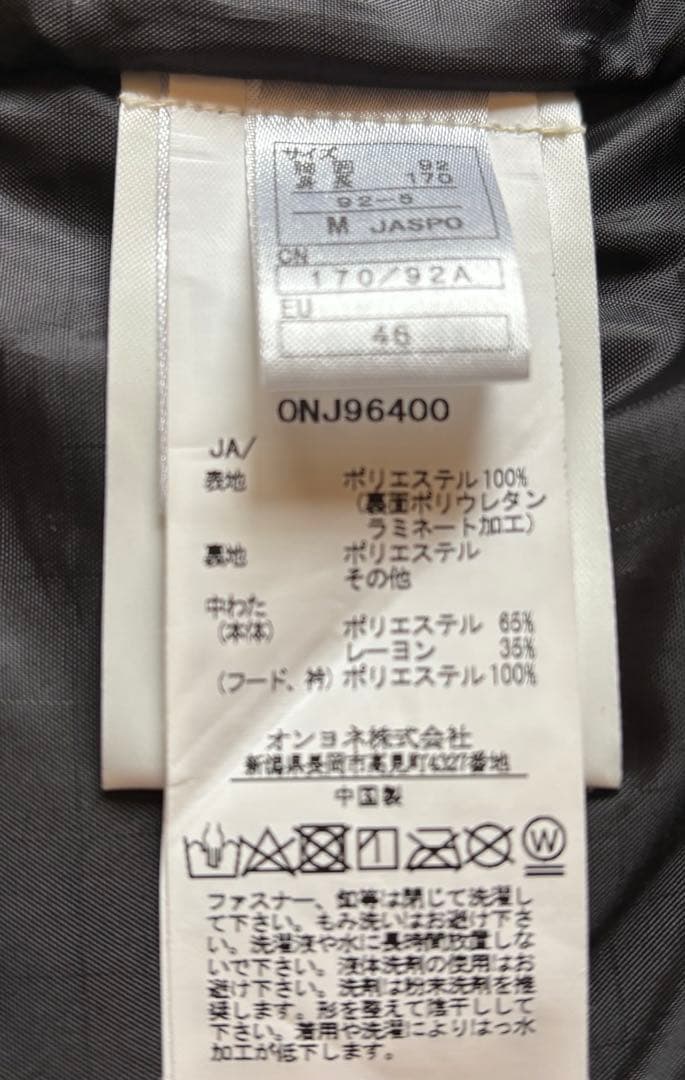 サイズ
胸囲 92
身長 170
92-5
M JASPO
CN
170/92A
EU
46
ONJ96400
JA/
表地 ポリエステル100%
(裏面ポリウレタン
ラミネート加工)
裏地 ポリエステル
その他
中わた
(本体) ポリエステル 65%
レーヨン 35%
(フード、衿) ポリエステル100%
オンヨネ株式会社
新潟県長岡市高見町4327番地
中国製
W
ファスナー、釦等は閉じて洗濯し
て下さい。もみ洗いはお避け下さ
い。洗濯液や水に長時間放置しな
いで下さい。液体洗剤の使用はお
避け下さい。洗剤は粉末洗剤を推
奨します。形を整えて陰干しして
下さい。着用や洗濯によりはっ水
加工が低下します。